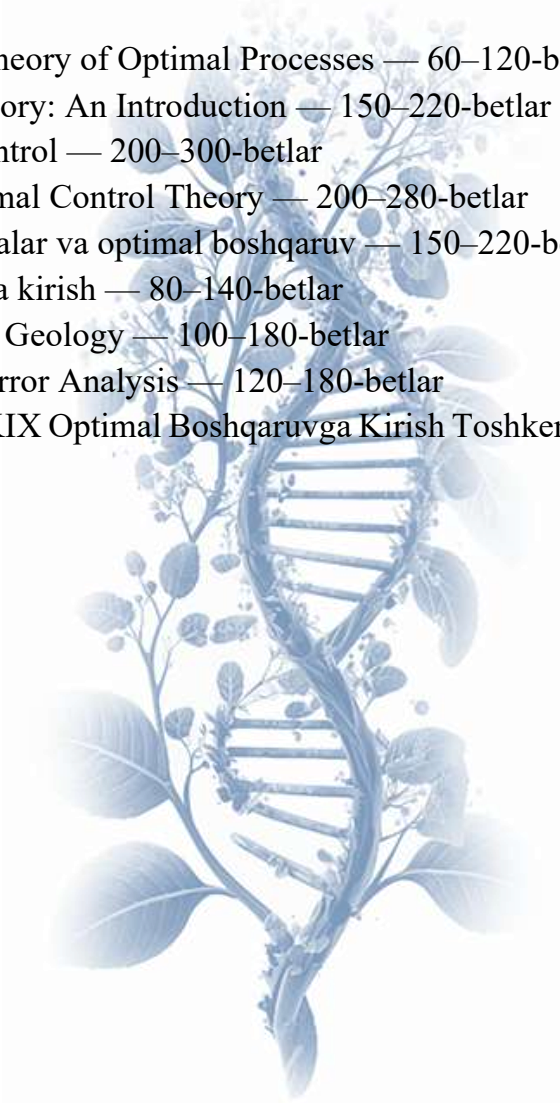 heory of Optimal Processes — 60–120-b
ory: An Introduction — 150–220-betlar
ntrol — 200–300-betlar
mal Control Theory — 200–280-betlar
alar va optimal boshqaruv — 150–220-b
a kirish — 80–140-betlar
Geology — 100–180-betlar
rror Analysis — 120–180-betlar
XIX Optimal Boshqaruvga Kirish Toshken